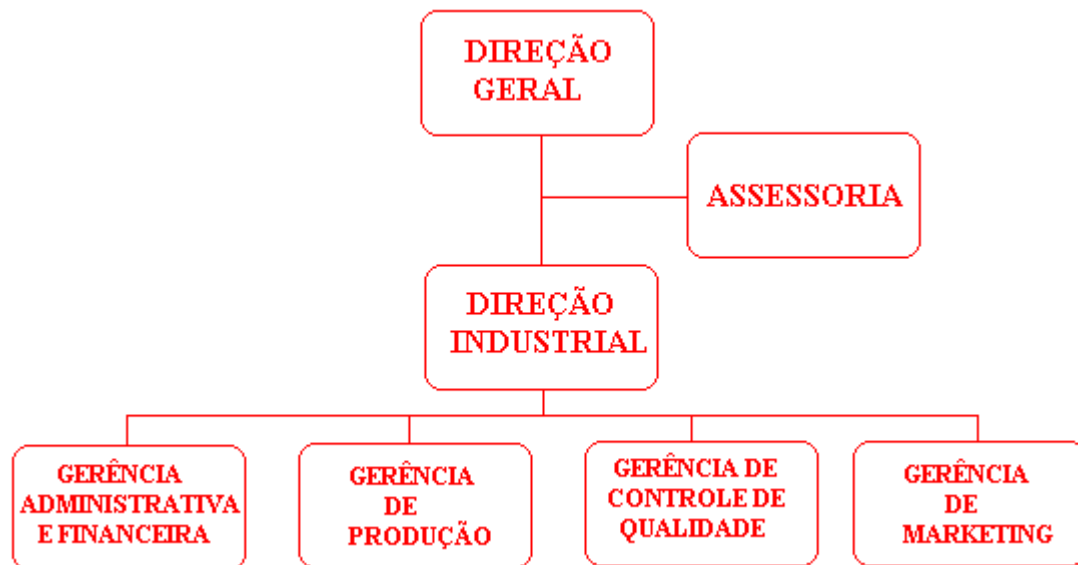 DIREÇÃO
GERAL
ASSESSORIA
DIREÇÃO
INDUSTRIAL
GERÊNCIA
ADMINISTRATIVA
E FINANCEIRA
GERÊNCIA
DE
PRODUÇÃO
GERÊNCIA DE
CONTROLE DE
QUALIDADE
GERÊNCIA
DE
MARKETING